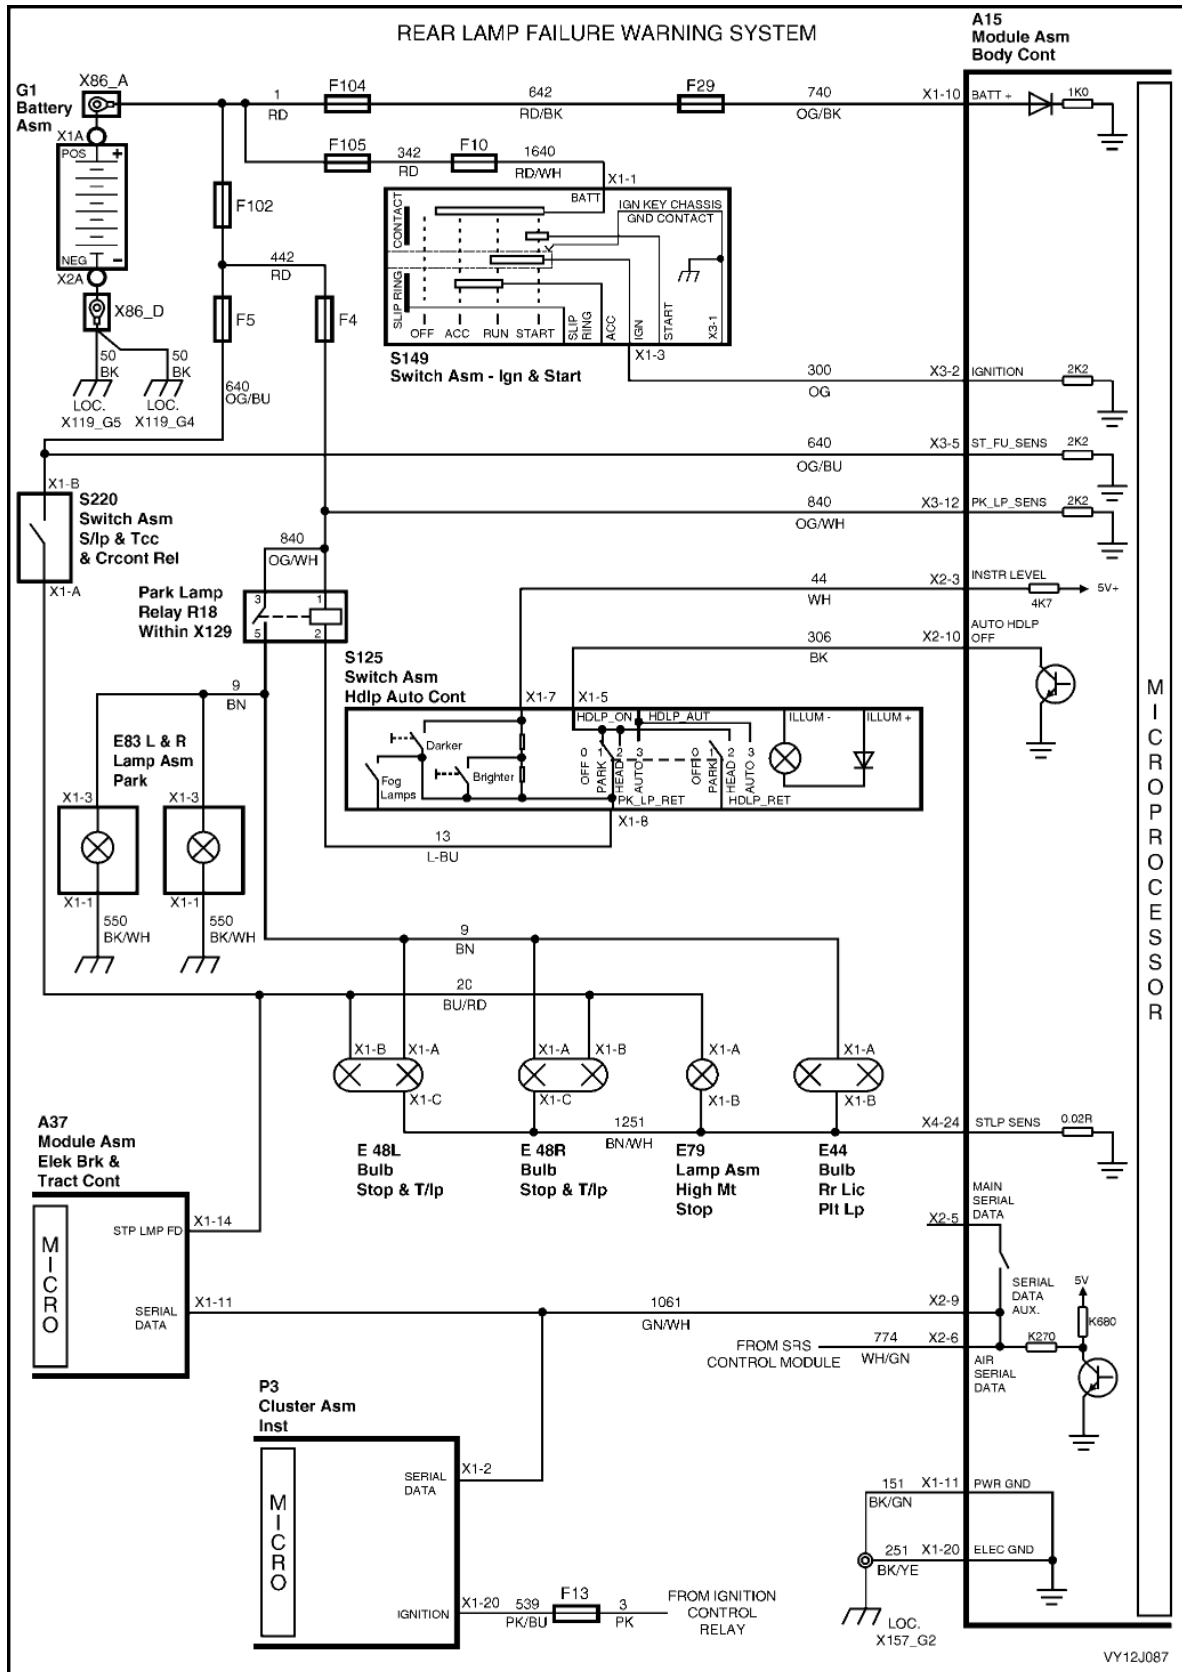 REAR LAMP FAILURE WARNING SYSTEM
A15
Module Asm
Body Cont
G1
Battery
Asm
X86_A
X1A
POS
+
NEG
-
X2A
X86_D
50
BK
50
BK
LOC.
X119_G5
LOC.
X119_G4
1
RD
F104
642
RD/BK
F29
740
OG/BK
X1-10
BATT +
1K0
F105
342
RD
F10
1640
RD/WH
X1-1
F102
442
RD
F5
F4
640
OG/BU
BATT
IGN KEY CHASSIS
GND CONTACT
CONTACT
SLIP RING
OFF
ACC
RUN
START
SLIP
RING
ACC
IGN
START
X3-1
X1-3
S149
Switch Asm - Ign & Start
300
OG
X3-2
IGNITION
2K2
640
OG/BU
X3-5
ST_FU_SENS
2K2
840
OG/WH
X3-12
PK_LP_SENS
2K2
X1-B
S220
Switch Asm
S/lp & Tcc
& Crcont Rel
X1-A
840
OG/WH
Park Lamp
Relay R18
Within X129
3
1
5
2
44
WH
X2-3
INSTR LEVEL
4K7
5V+
306
BK
X2-10
AUTO HDLP
OFF
S125
Switch Asm
Hdlp Auto Cont
X1-7
X1-5
HDLP_ON
HDLP_AUT
ILLUM -
ILLUM +
Darker
Brighter
Fog
Lamps
0
1
2
3
OFF
PARK
HEAD
AUTO
0
1
2
3
OFF
PARK
HEAD
AUTO
PK_LP_RET
HDLP_RET
X1-8
13
L-BU
9
BN
E83 L & R
Lamp Asm
Park
X1-3
X1-3
X1-1
X1-1
550
BK/WH
550
BK/WH
MICROPROCESSOR
9
BN
20
BU/RD
X1-B
X1-A
X1-A
X1-B
X1-A
X1-A
X1-C
X1-C
X1-B
X1-B
1251
BN/WH
X4-24
STLP SENS
0.02R
E 48L
Bulb
Stop & T/lp
E 48R
Bulb
Stop & T/lp
E79
Lamp Asm
High Mt
Stop
E44
Bulb
Rr Lic
Plt Lp
A37
Module Asm
Elek Brk &
Tract Cont
MICRO
STP LMP FD
X1-14
SERIAL
DATA
X1-11
MAIN
SERIAL
DATA
X2-5
SERIAL
DATA
AUX.
5V
K680
1061
GN/WH
X2-9
FROM SRS
CONTROL MODULE
774
WH/GN
X2-6
K270
AIR
SERIAL
DATA
P3
Cluster Asm
Inst
MICRO
SERIAL
DATA
X1-2
IGNITION
X1-20
539
PK/BU
F13
3
PK
FROM IGNITION
CONTROL
RELAY
151
BK/GN
X1-11
PWR GND
251
BK/YE
X1-20
ELEC GND
LOC.
X157_G2
VY12J087